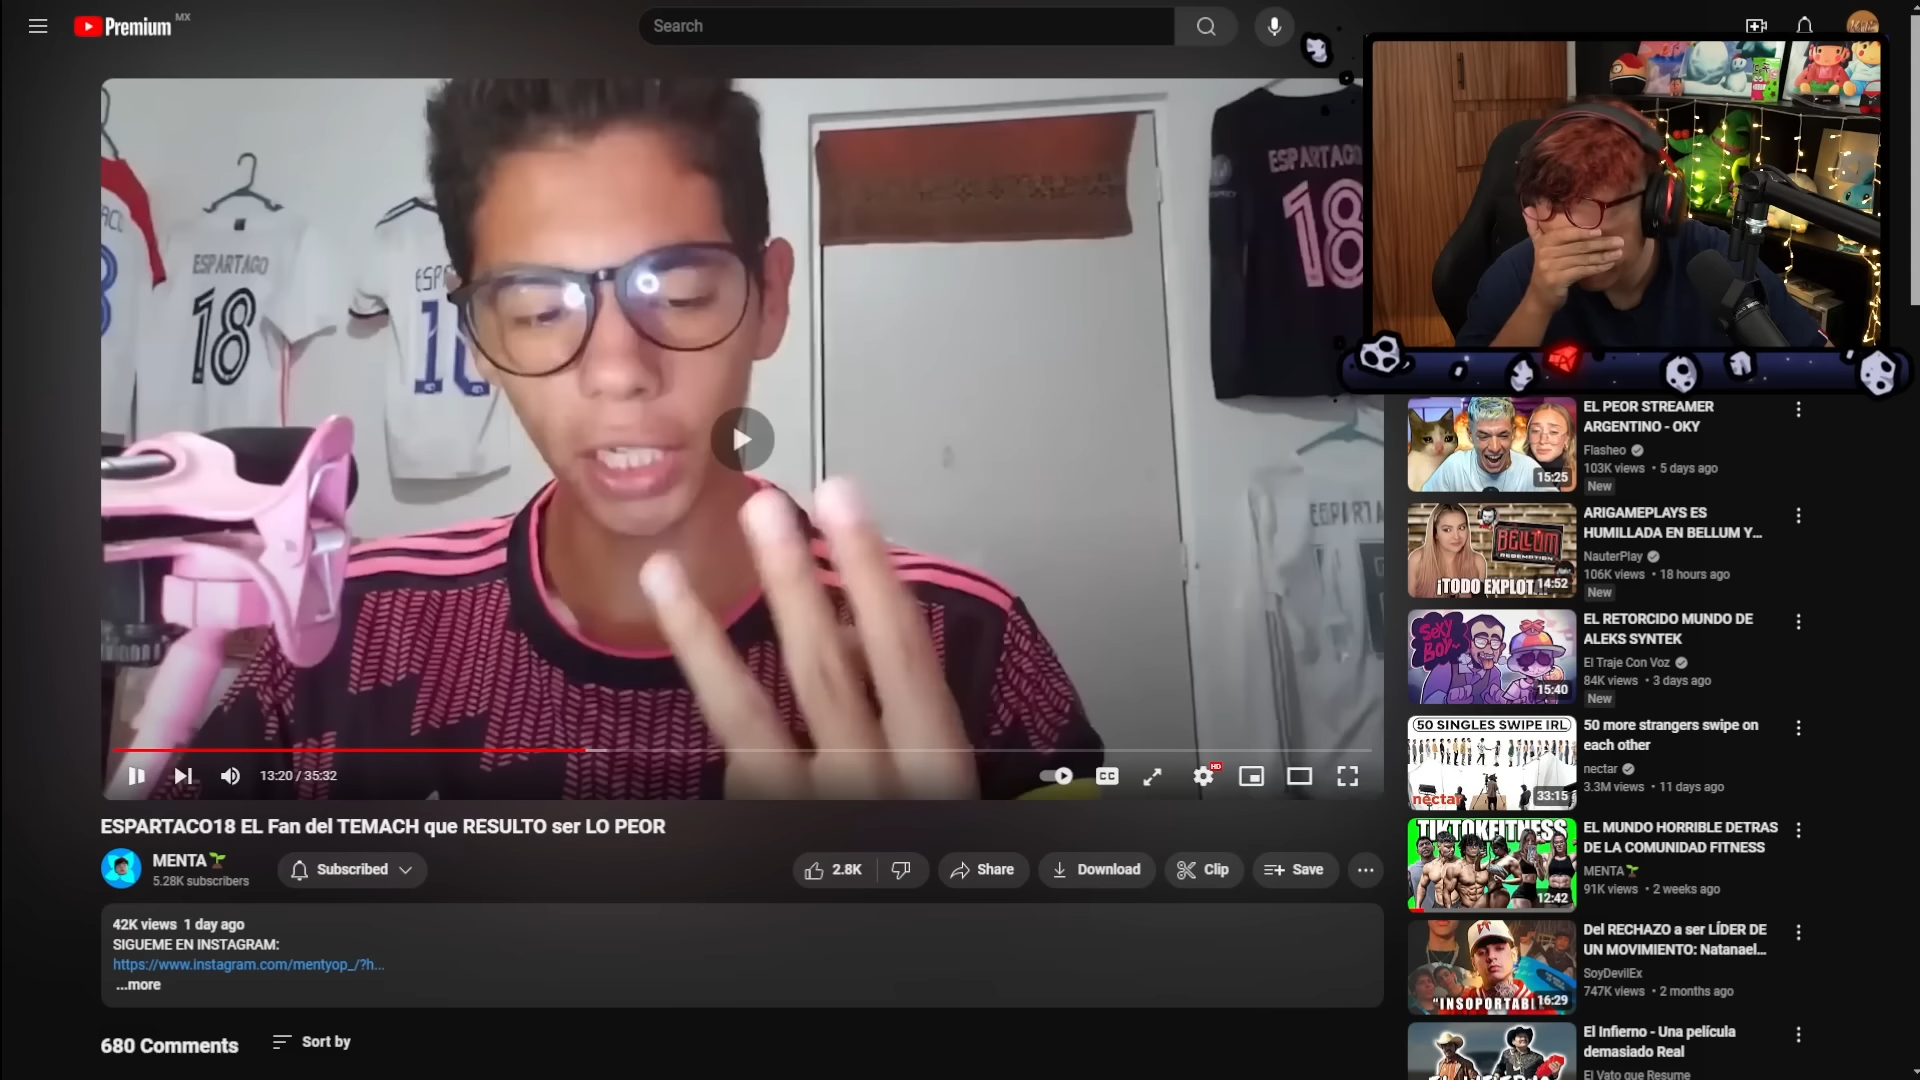 Premium MX
Search
ESPARTACO
18
ESPARTACO
18
13:20 / 35:32
CC
HD
ESPARTACO18 EL Fan del TEMACH que RESULTO ser LO PEOR
MENTA🌱
5.28K subscribers
Subscribed
2.8K
Share
Download
Clip
Save
42K views 1 day ago
SIGUEME EN INSTAGRAM:
https://www.instagram.com/mentyop_/?h...
...more
680 Comments
Sort by
15:25
EL PEOR STREAMER
ARGENTINO - OKY
Flasheo
103K views • 5 days ago
New
BELLUM
¡TODO EXPLOT...
14:52
ARIGAMEPLAYS ES
HUMILLADA EN BELLUM Y...
NauterPlay
106K views • 18 hours ago
New
SEXY
BOY
15:40
EL RETORCIDO MUNDO DE
ALEKS SYNTEK
El Traje Con Voz
84K views • 3 days ago
New
50 SINGLES SWIPE IRL
nectar
33:15
50 more strangers swipe on
each other
nectar
3.3M views • 11 days ago
TIKTOKFITNESS
12:42
EL MUNDO HORRIBLE DETRAS
DE LA COMUNIDAD FITNESS
MENTA🌱
91K views • 2 weeks ago
"INSOPORTABL
16:29
Del RECHAZO a ser LÍDER DE
UN MOVIMIENTO: Natanael...
SoyDevilEx
747K views • 2 months ago
El Infierno - Una película
demasiado Real
El Vato que Resume